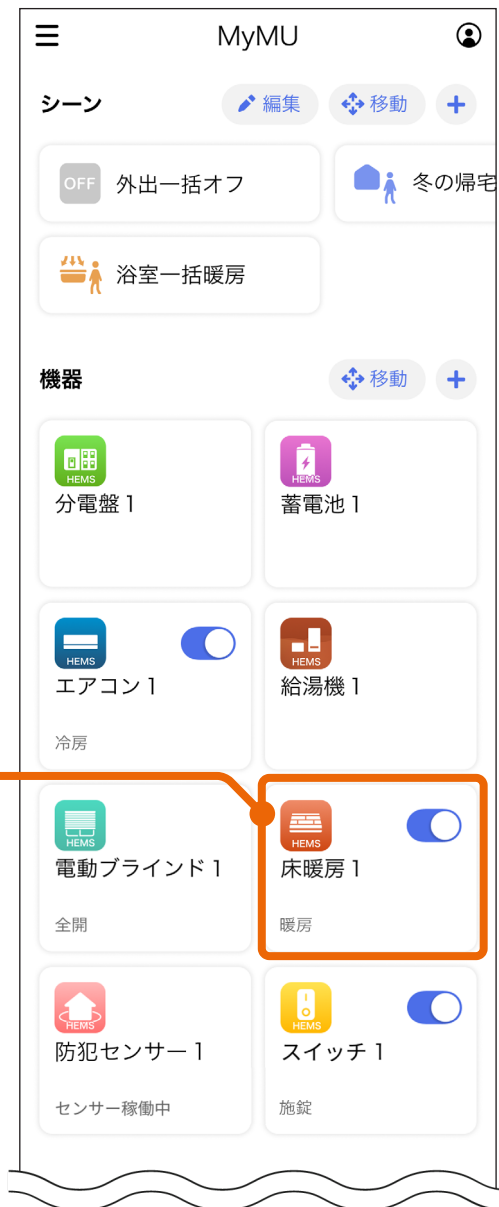 MyMU
シーン
編集
移動
OFF 外出一括オフ
冬の帰宅
浴室一括暖房
機器
移動
HEMS
分電盤 1
HEMS
蓄電池 1
HEMS
エアコン 1
冷房
HEMS
給湯機 1
HEMS
電動ブラインド 1
全開
HEMS
床暖房 1
暖房
HEMS
防犯センサー 1
センサー稼働中
HEMS
スイッチ 1
施錠